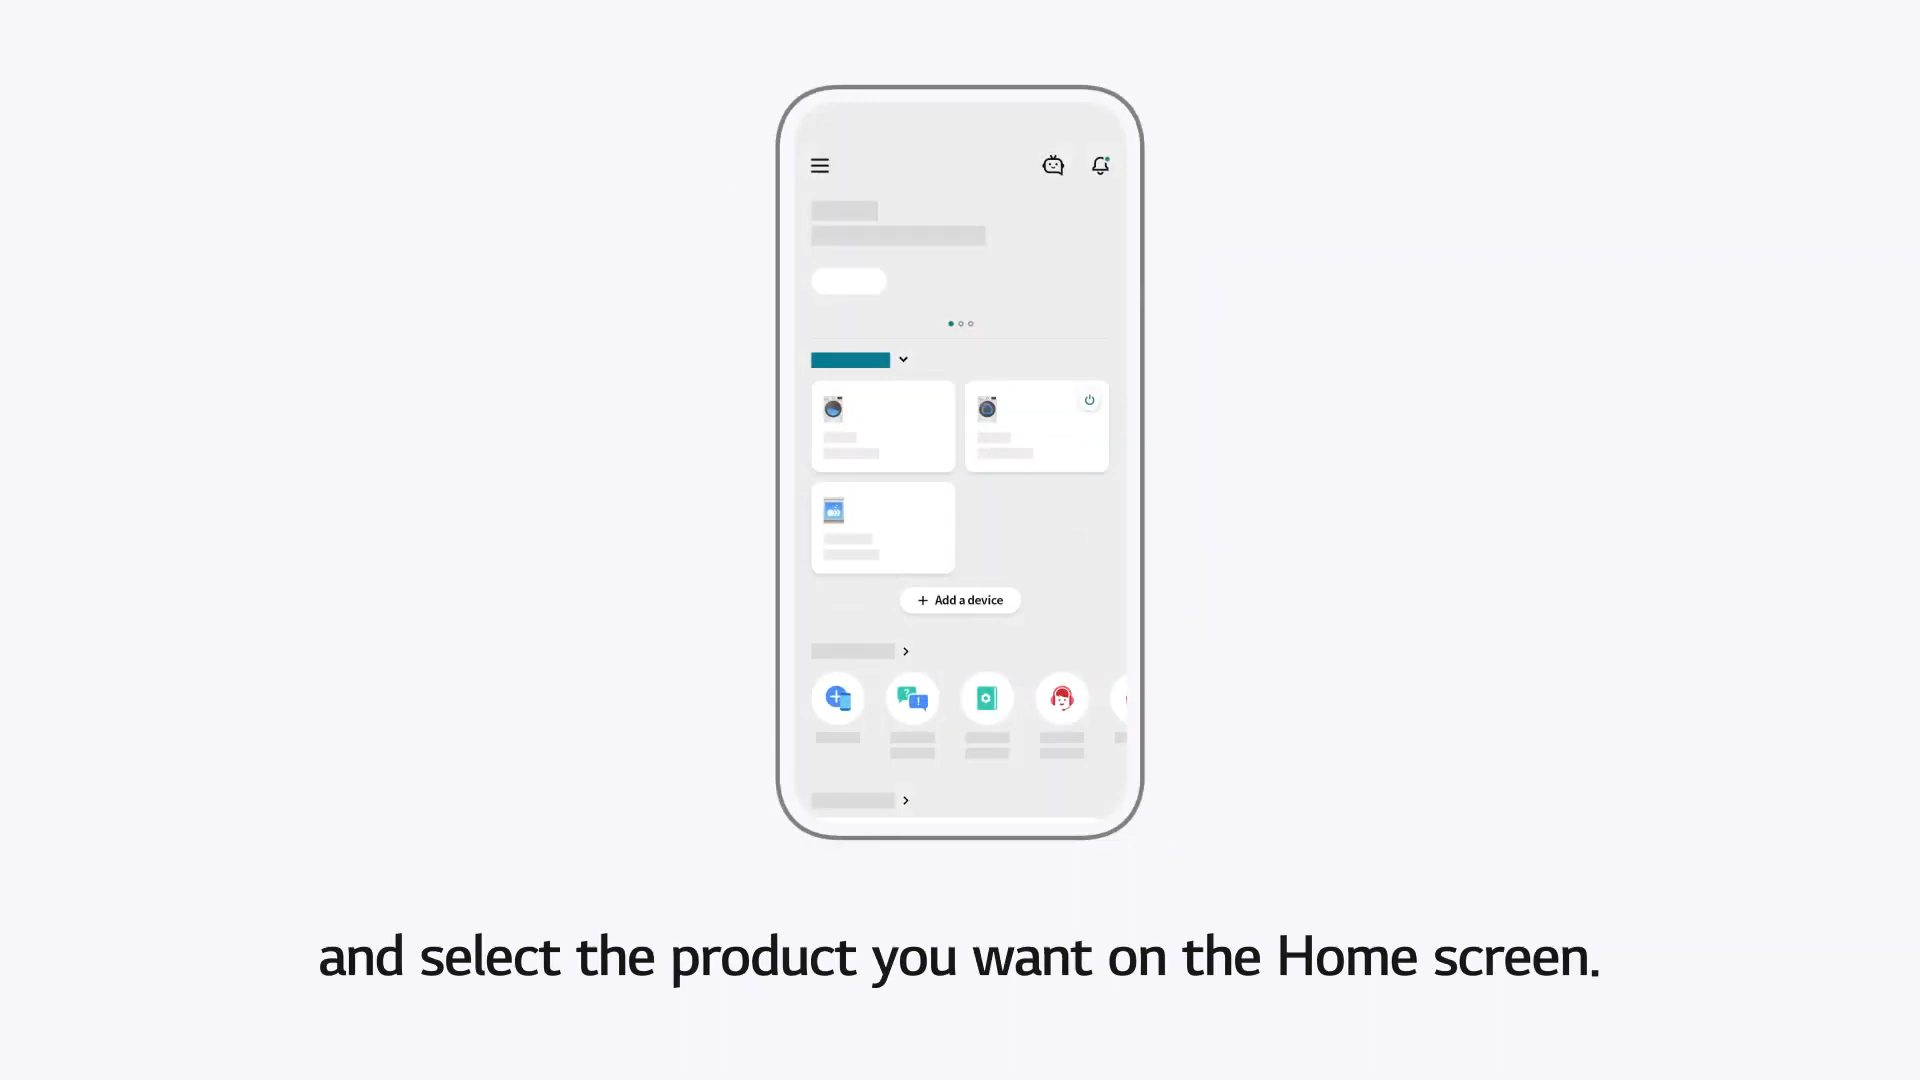 + Add a device
and select the product you want on the Home screen.